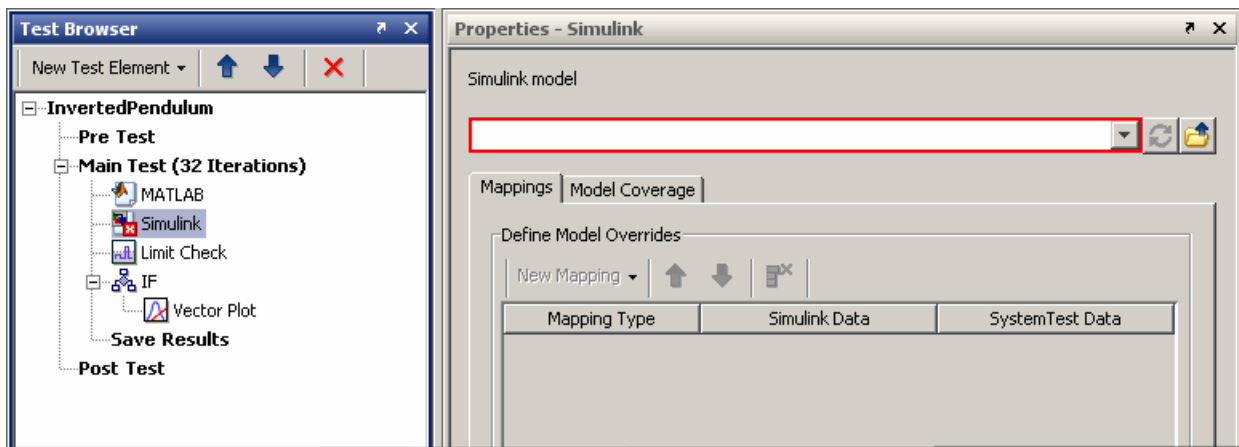 Test Browser
New Test Element
InvertedPendulum
Pre Test
Main Test (32 Iterations)
MATLAB
Simulink
Limit Check
IF
Vector Plot
Save Results
Post Test
Properties - Simulink
Simulink model
Mappings Model Coverage
Define Model Overrides
New Mapping
Mapping Type Simulink Data SystemTest Data